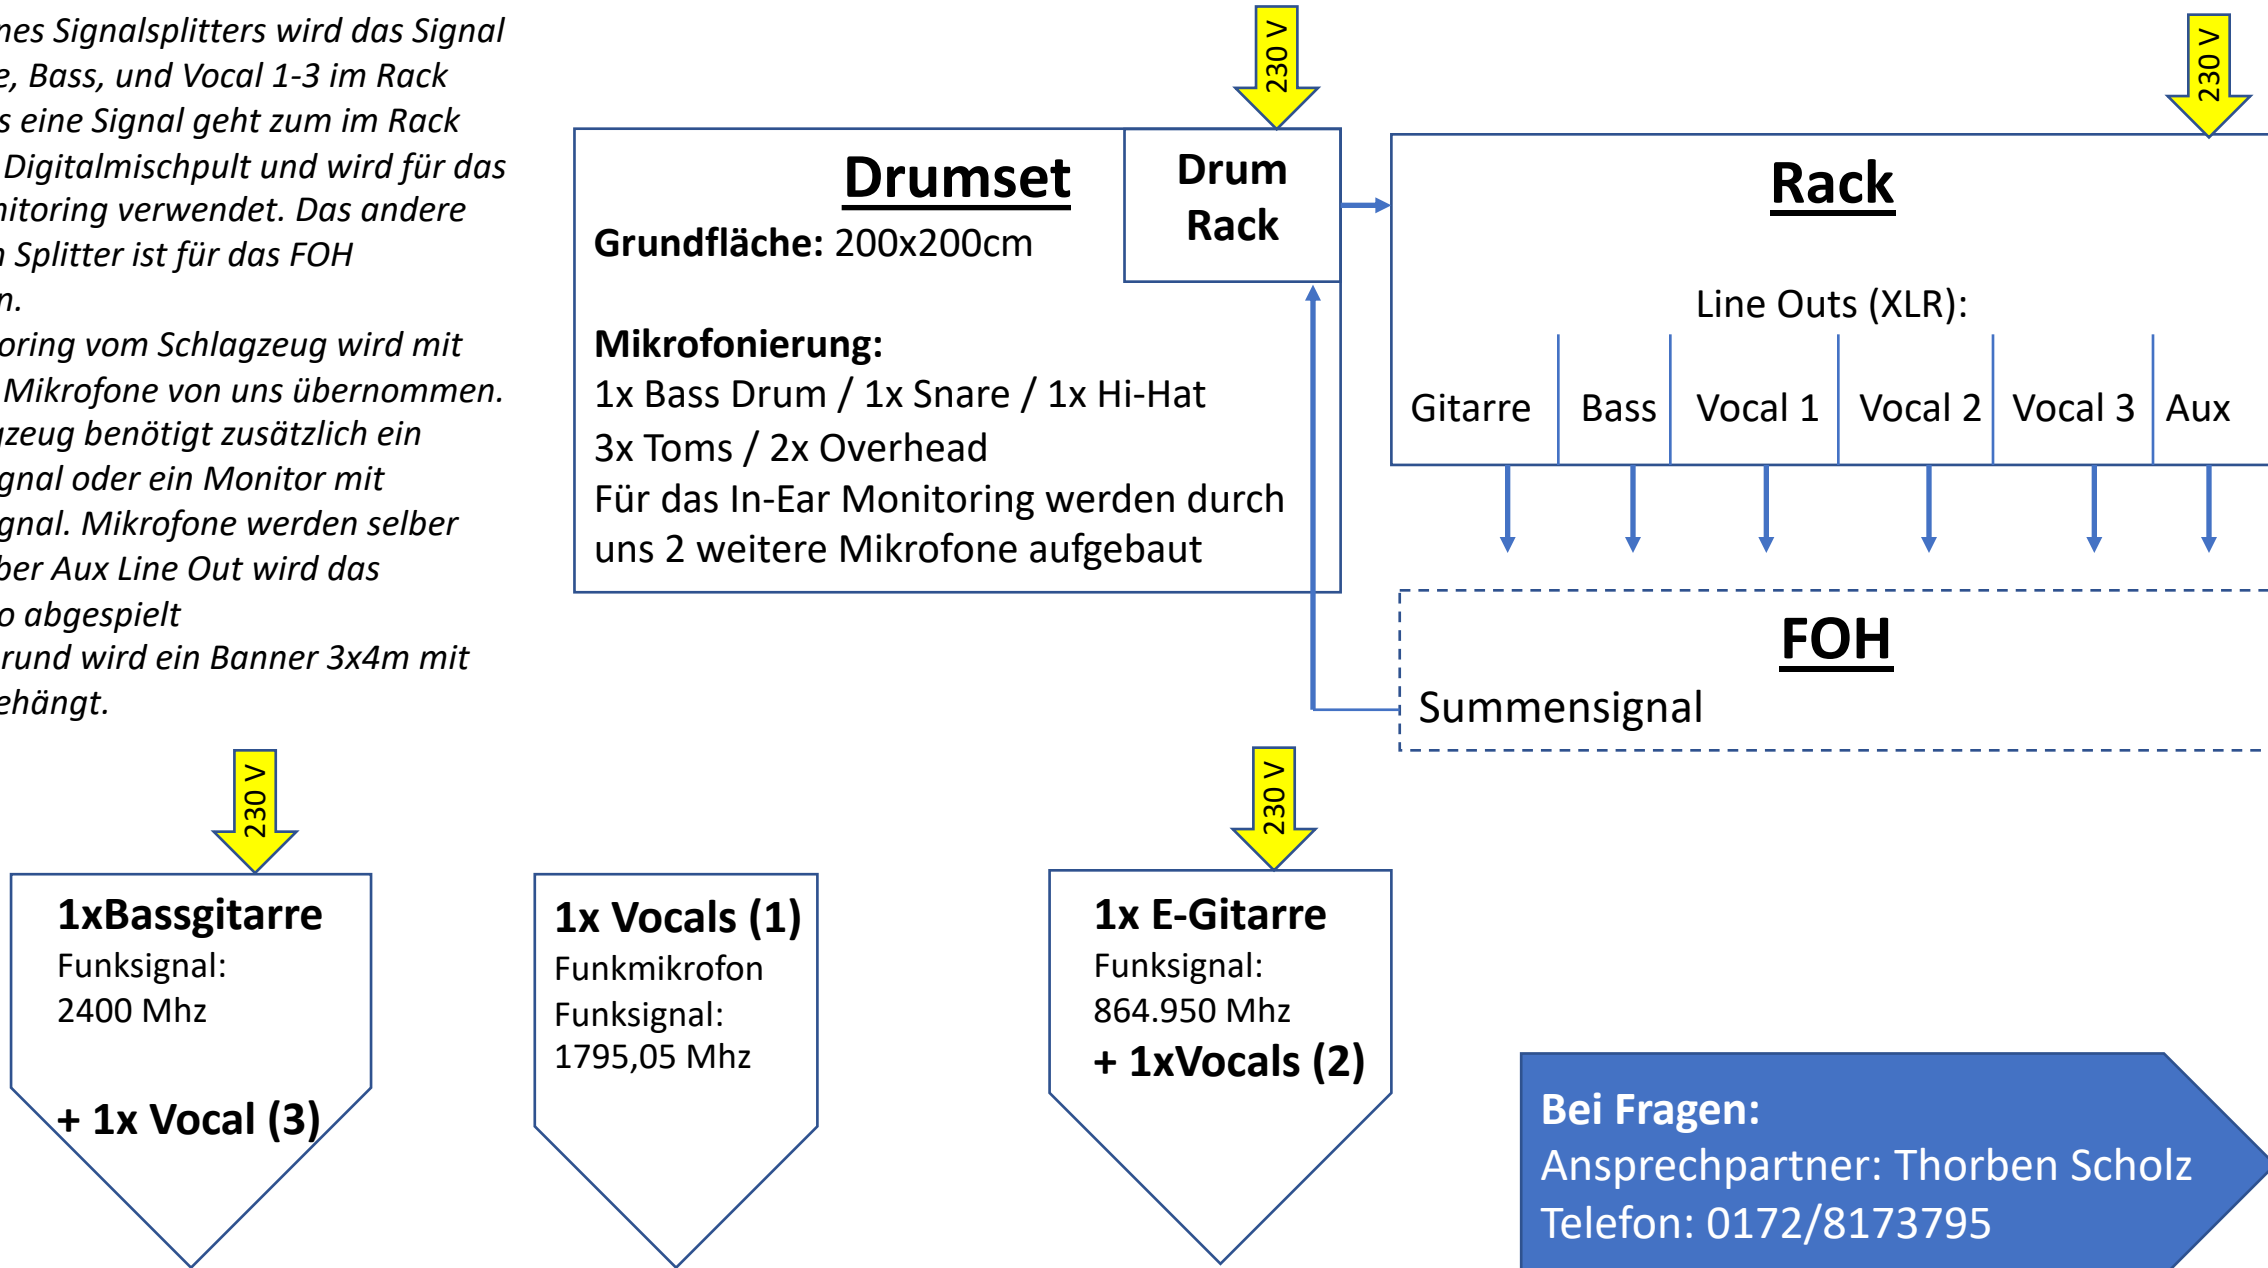 nes Signalsplitters wird das Signal
e, Bass, und Vocal 1-3 im Rack
s eine Signal geht zum im Rack
Digitalmischpult und wird für das
nitoring verwendet. Das andere
n Splitter ist für das FOH
n.
oring vom Schlagzeug wird mit
Mikrofone von uns übernommen.
gzeug benötigt zusätzlich ein
gnal oder ein Monitor mit
gnal. Mikrofone werden selber
ber Aux Line Out wird das
o abgespielt
rund wird ein Banner 3x4m mit
ehängt.
230 V
230 V
Drumset
Grundfläche: 200x200cm
Mikrofonierung:
1x Bass Drum / 1x Snare / 1x Hi-Hat
3x Toms / 2x Overhead
Für das In-Ear Monitoring werden durch
uns 2 weitere Mikrofone aufgebaut
Drum
Rack
Rack
Line Outs (XLR):
Gitarre Bass Vocal 1 Vocal 2 Vocal 3 Aux
FOH
Summensignal
230 V
230 V
1xBassgitarre
Funksignal:
2400 Mhz
+ 1x Vocal (3)
1x Vocals (1)
Funkmikrofon
Funksignal:
1795,05 Mhz
1x E-Gitarre
Funksignal:
864.950 Mhz
+ 1xVocals (2)
Bei Fragen:
Ansprechpartner: Thorben Scholz
Telefon: 0172/8173795